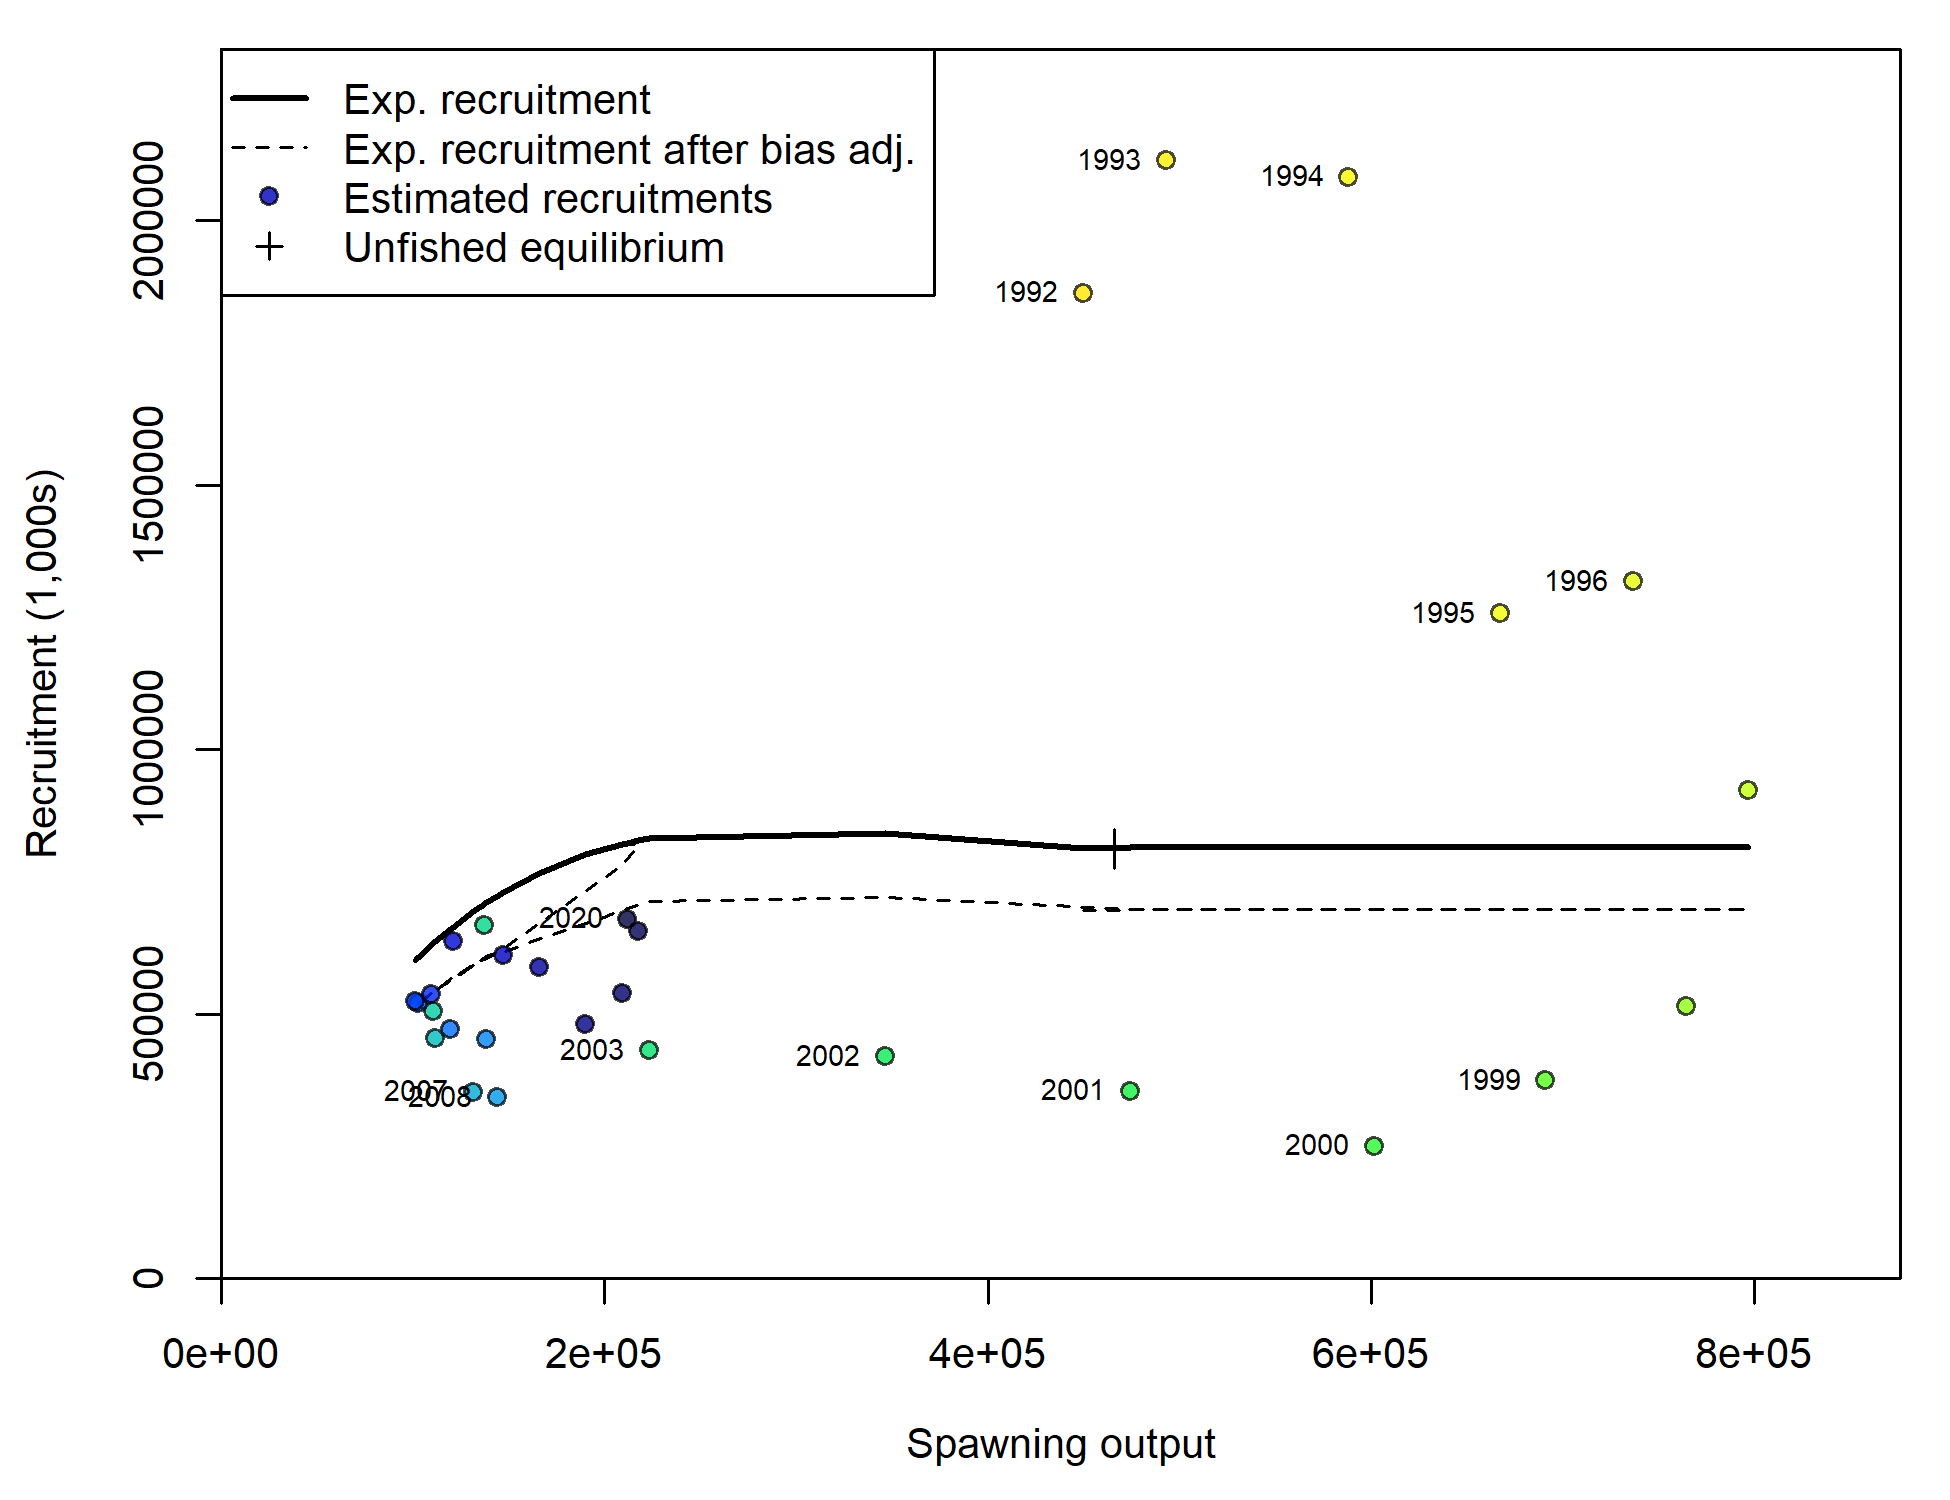 Exp. recruitment
Exp. recruitment after bias adj.
Estimated recruitments
Unfished equilibrium
1993
1994
1992
1996
1995
2020
2003
2002
2007
2008
2001
1999
2000
Recruitment (1,000s)
2000000
1500000
1000000
500000
0
0e+00 2e+05 4e+05 6e+05 8e+05
Spawning output